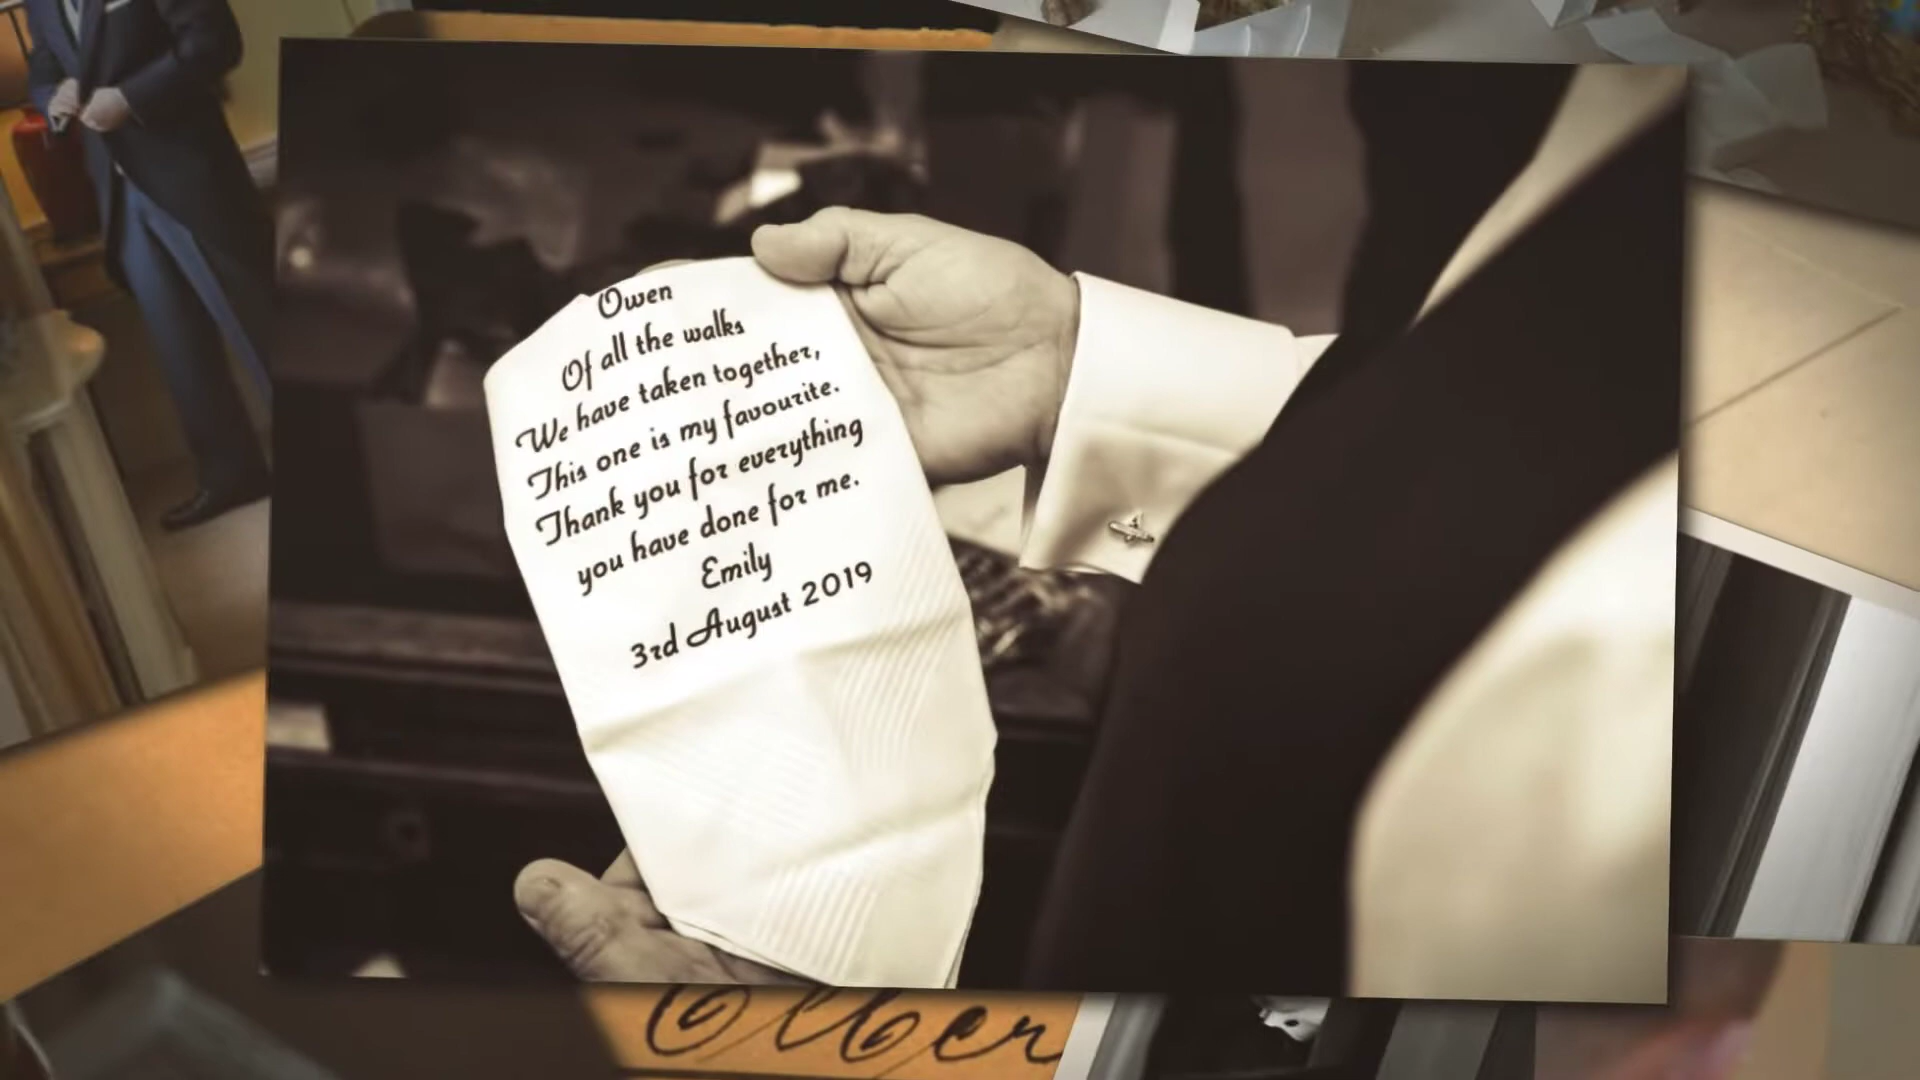 Owen
Of all the walks
We have taken together,
This one is my favourite.
Thank you for everything
you have done for me.
Emily
3rd August 2019